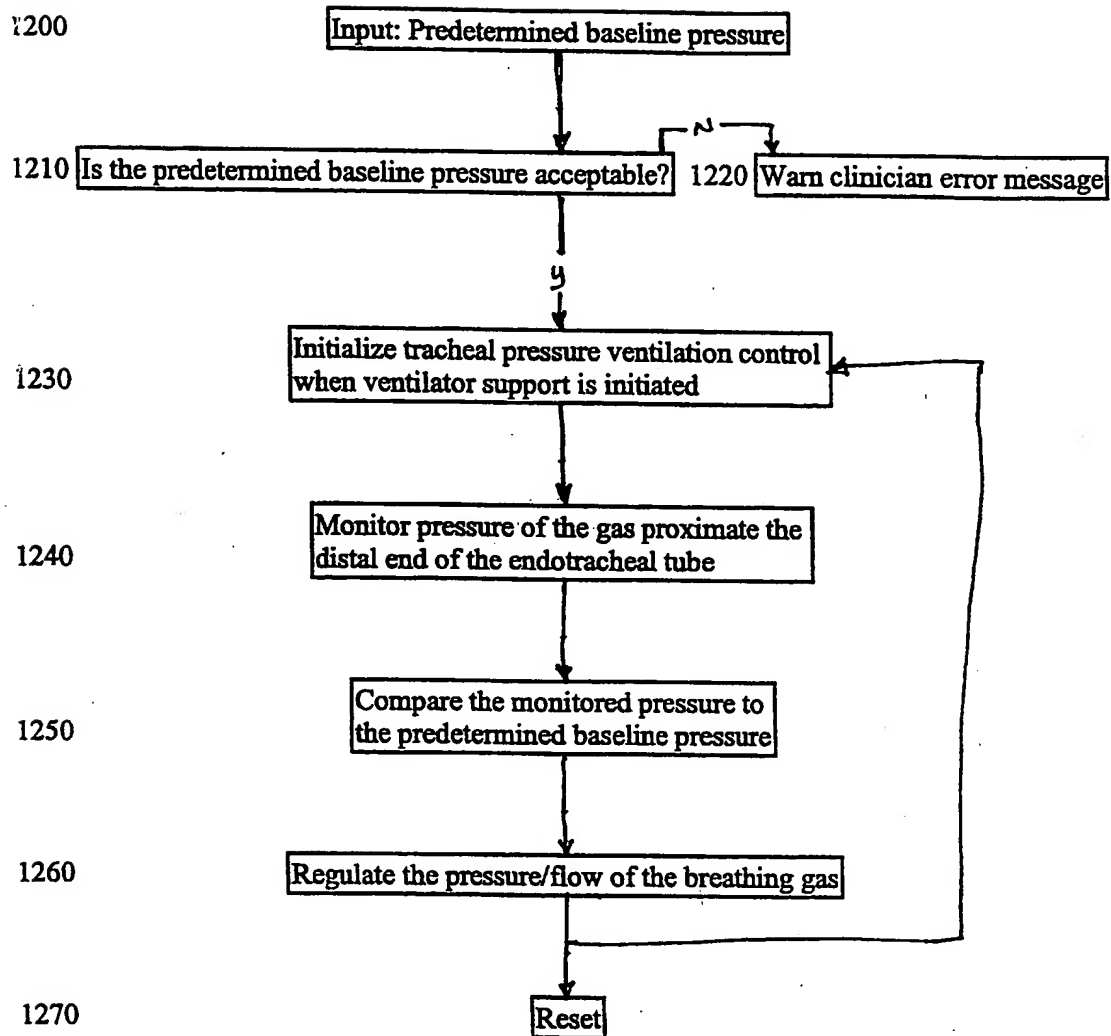 1200 Input: Predetermined baseline pressure
N
1210 Is the predetermined baseline pressure acceptable? 1220 Warn clinician error message
y
Initialize tracheal pressure ventilation control
1230
when ventilator support is initiated
Monitor pressure of the gas proximate the
1240
distal end of the endotracheal tube
Compare the monitored pressure to
1250
the predetermined baseline pressure
1260 Regulate the pressure/flow of the breathing gas
1270 Reset